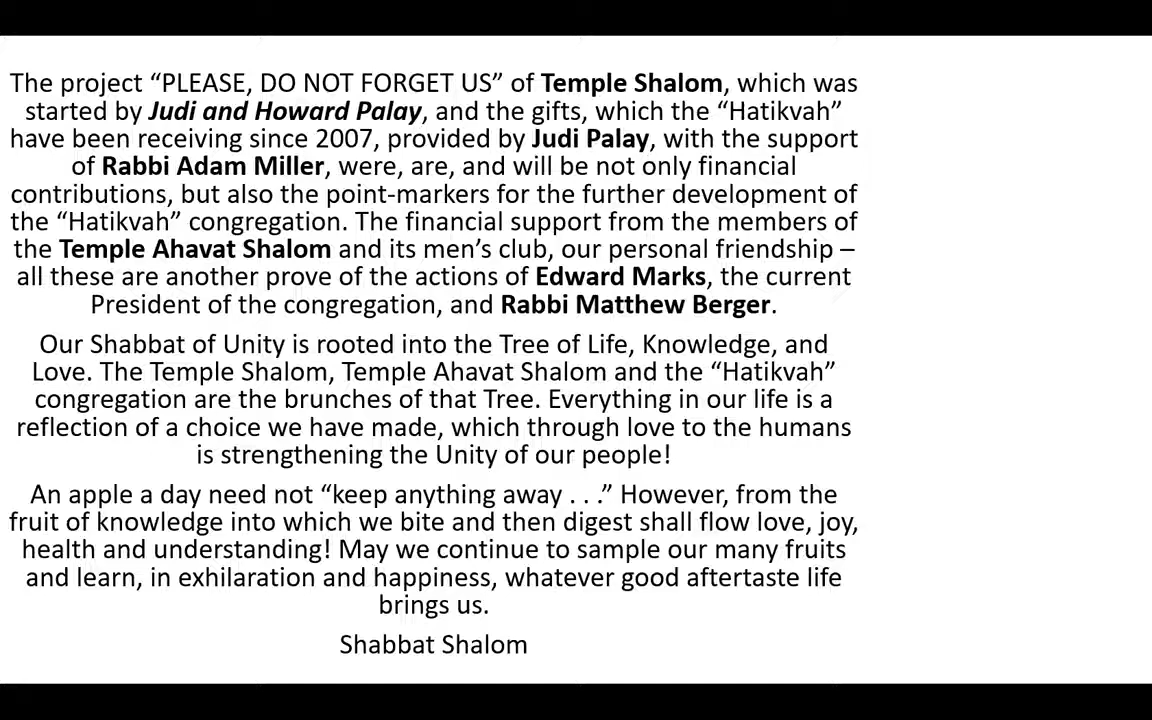 The project “PLEASE, DO NOT FORGET US” of Temple Shalom, which was
started by Judi and Howard Palay, and the gifts, which the “Hatikvah”
have been receiving since 2007, provided by Judi Palay, with the support
of Rabbi Adam Miller, were, are, and will be not only financial
contributions, but also the point-markers for the further development of
the “Hatikvah” congregation. The financial support from the members of
the Temple Ahavat Shalom and its men’s club, our personal friendship –
all these are another prove of the actions of Edward Marks, the current
President of the congregation, and Rabbi Matthew Berger.
Our Shabbat of Unity is rooted into the Tree of Life, Knowledge, and
Love. The Temple Shalom, Temple Ahavat Shalom and the “Hatikvah”
congregation are the brunches of that Tree. Everything in our life is a
reflection of a choice we have made, which through love to the humans
is strengthening the Unity of our people!
An apple a day need not “keep anything away . . .” However, from the
fruit of knowledge into which we bite and then digest shall flow love, joy,
health and understanding! May we continue to sample our many fruits
and learn, in exhilaration and happiness, whatever good aftertaste life
brings us.
Shabbat Shalom